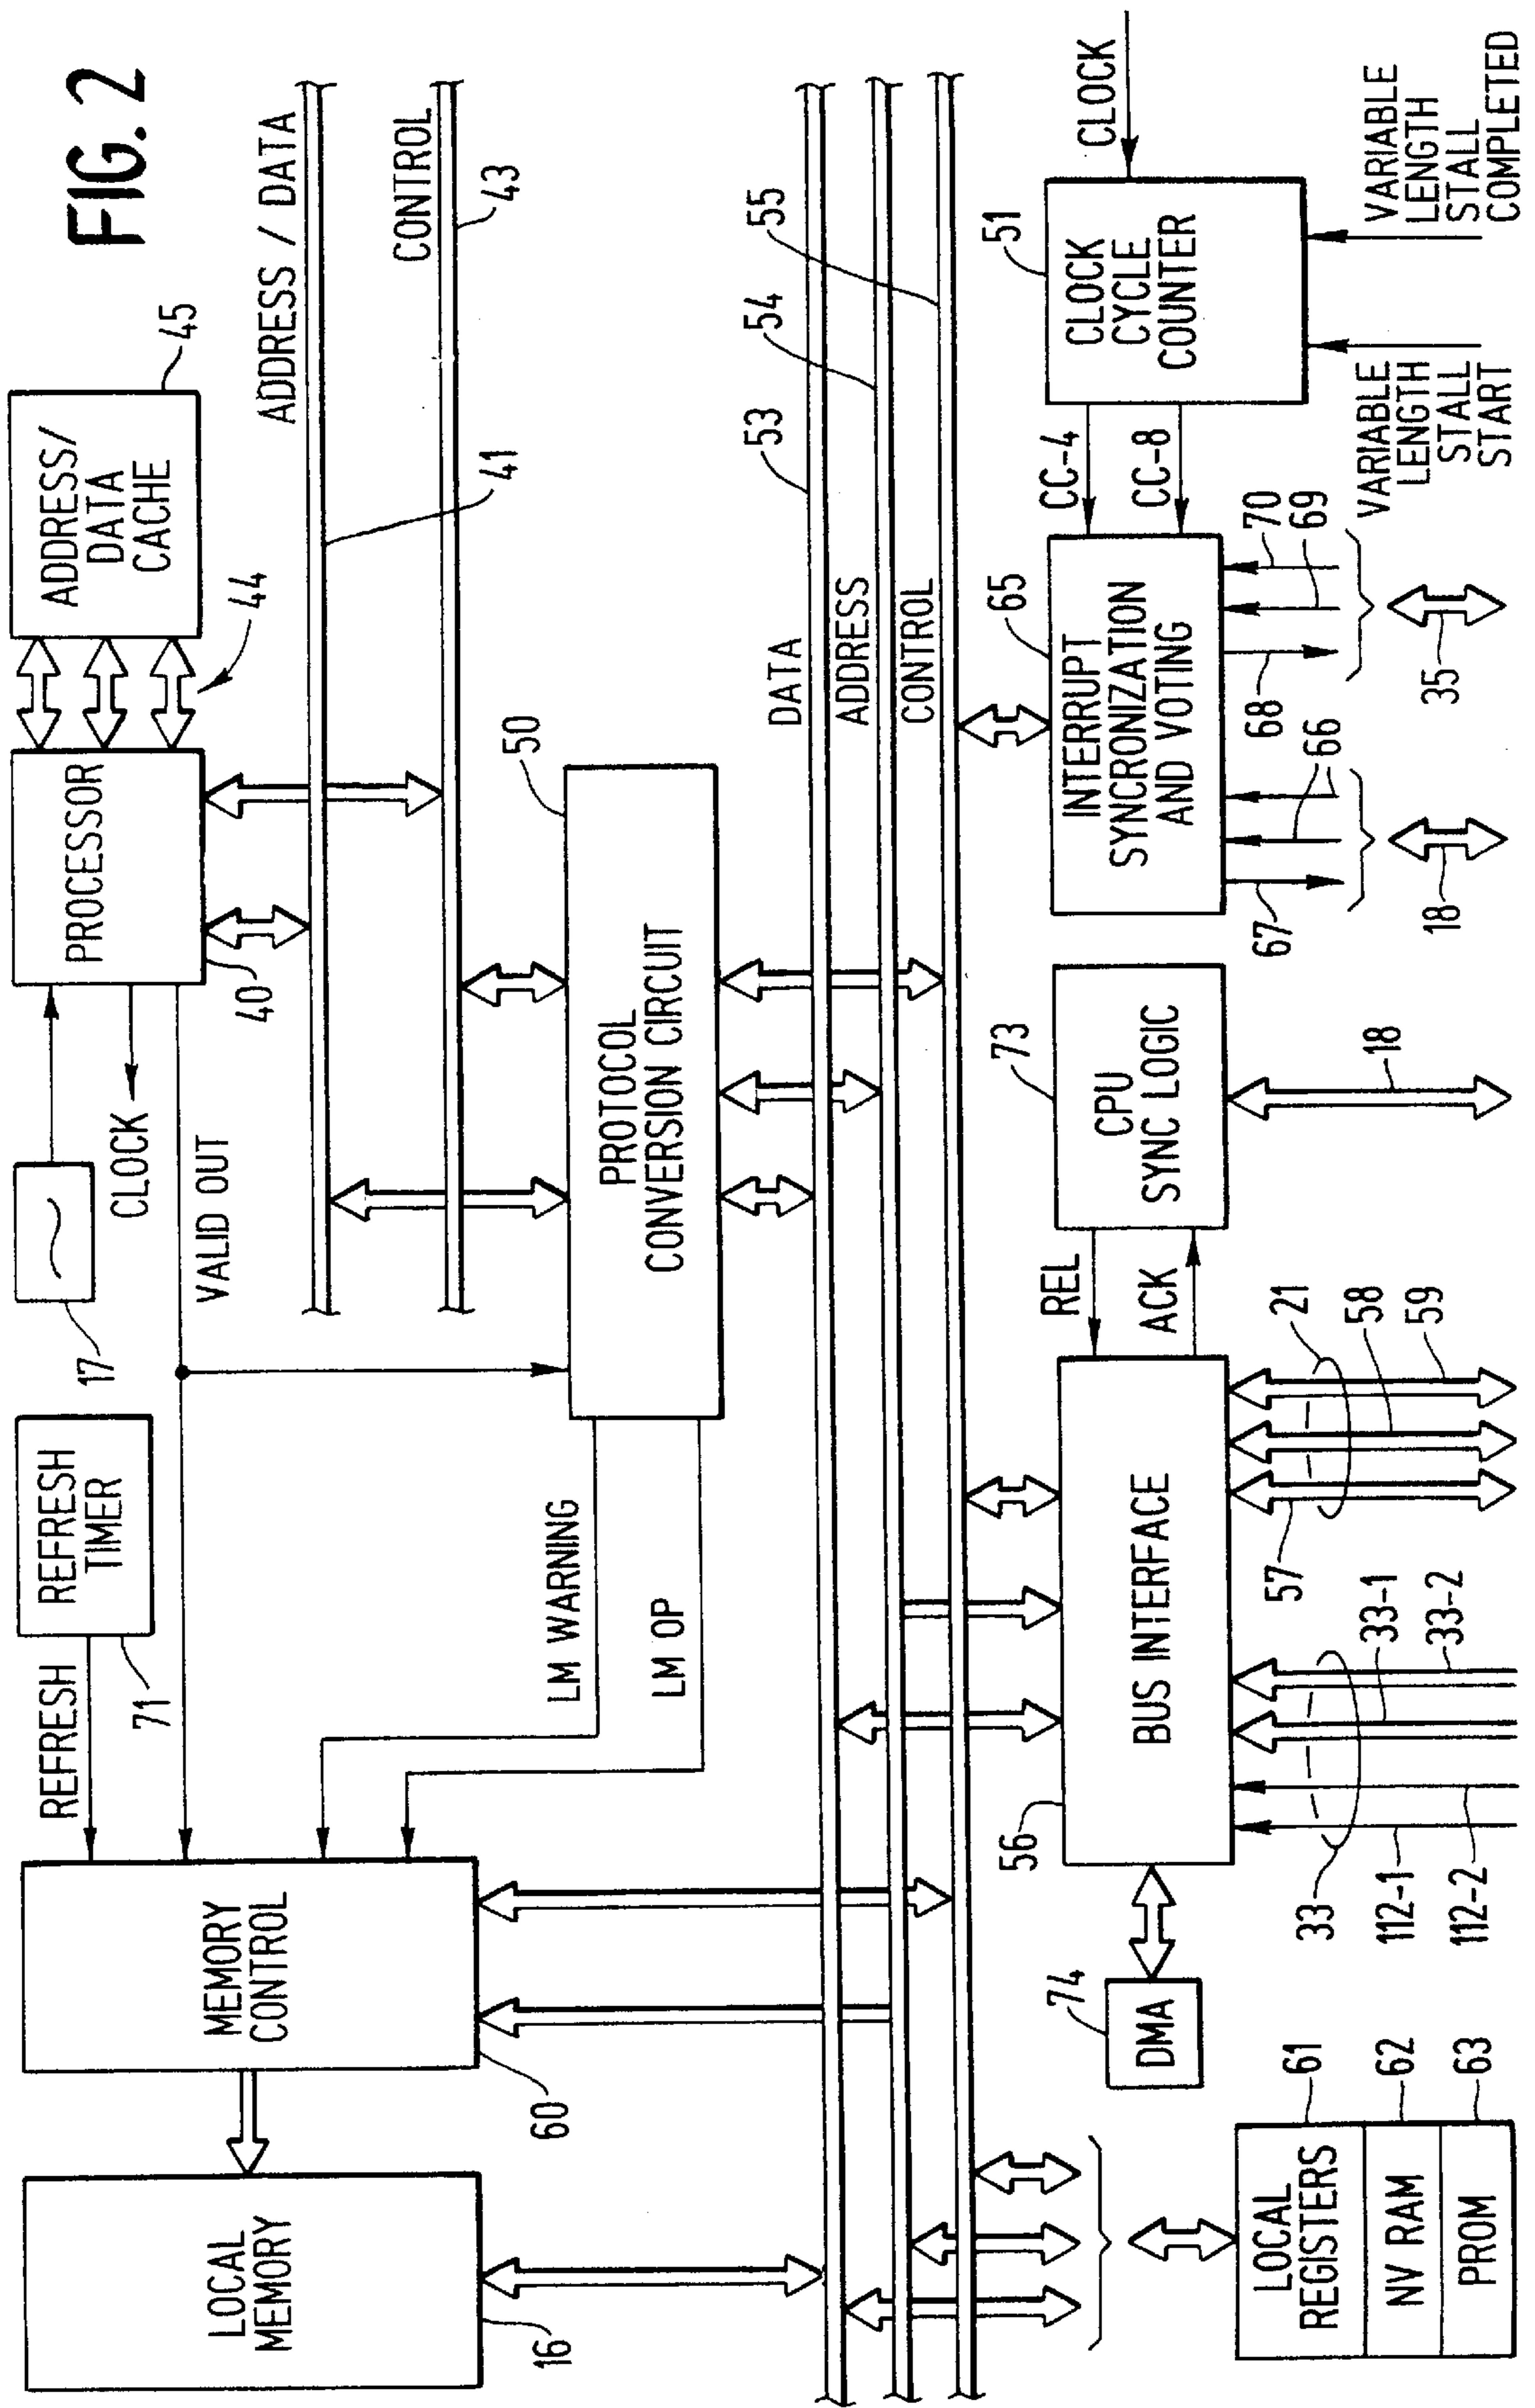 FIG. 2
LOCAL
MEMORY
16
MEMORY
CONTROL
60
REFRESH
71
REFRESH
TIMER
17
CLOCK
VALID OUT
PROCESSOR
40
44
ADDRESS/
DATA
CACHE
45
ADDRESS / DATA
41
CONTROL
43
LM WARNING
LM OP
PROTOCOL
CONVERSION CIRCUIT
50
DATA
53
ADDRESS
54
CONTROL
55
LOCAL
REGISTERS
61
NV RAM
62
PROM
63
DMA
74
56
BUS INTERFACE
33
112-1
112-2
33-1
33-2
57
21
58
59
REL
ACK
CPU
SYNC LOGIC
73
18
INTERRUPT
SYNCRONIZATION
AND VOTING
65
67
66
18
68
69
70
35
CC-4
CC-8
CLOCK
CYCLE
COUNTER
51
CLOCK
VARIABLE
LENGTH
STALL
START
VARIABLE
LENGTH
STALL
COMPLETED